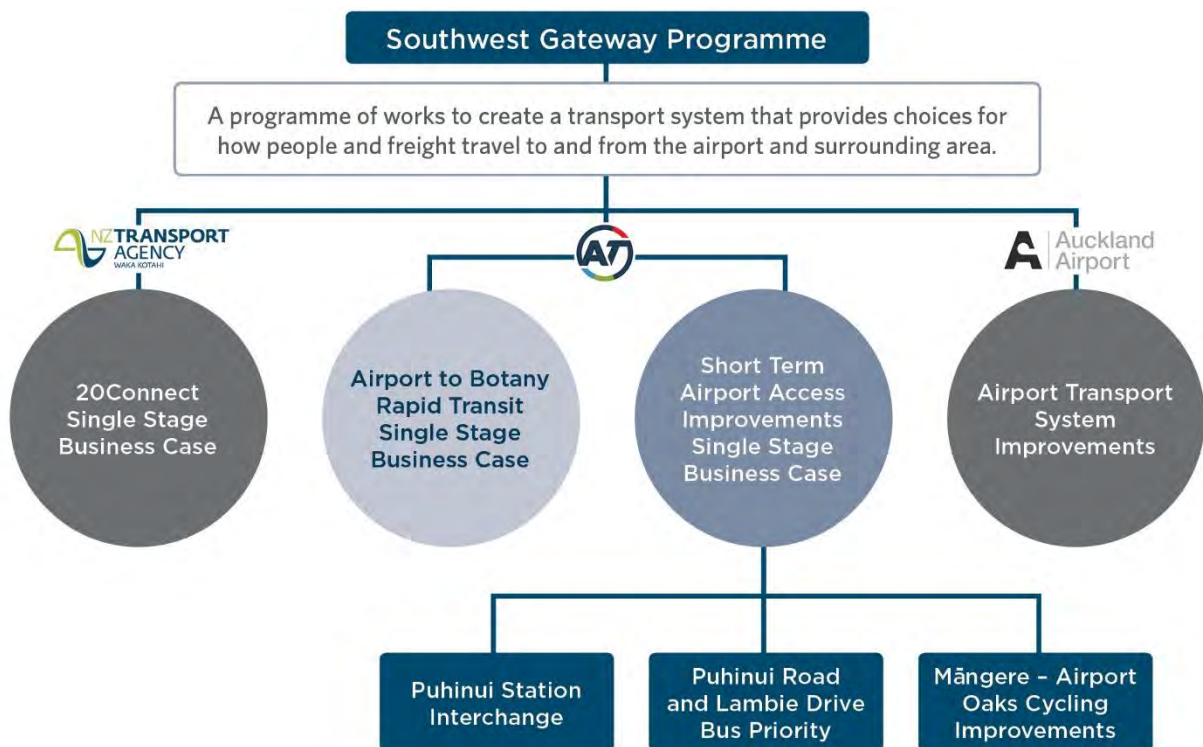 Southwest Gateway Programme
A programme of works to create a transport system that provides choices for
how people and freight travel to and from the airport and surrounding area.
NZTRANSPORT
AGENCY
WAKA KOTAHI
AT
Auckland
Airport
20Connect
Single Stage
Business Case
Airport to Botany
Rapid Transit
Single Stage
Business Case
Short Term
Airport Access
Improvements
Single Stage
Business Case
Airport Transport
System
Improvements
Puhinui Station
Interchange
Puhinui Road
and Lambie Drive
Bus Priority
Māngere – Airport
Oaks Cycling
Improvements